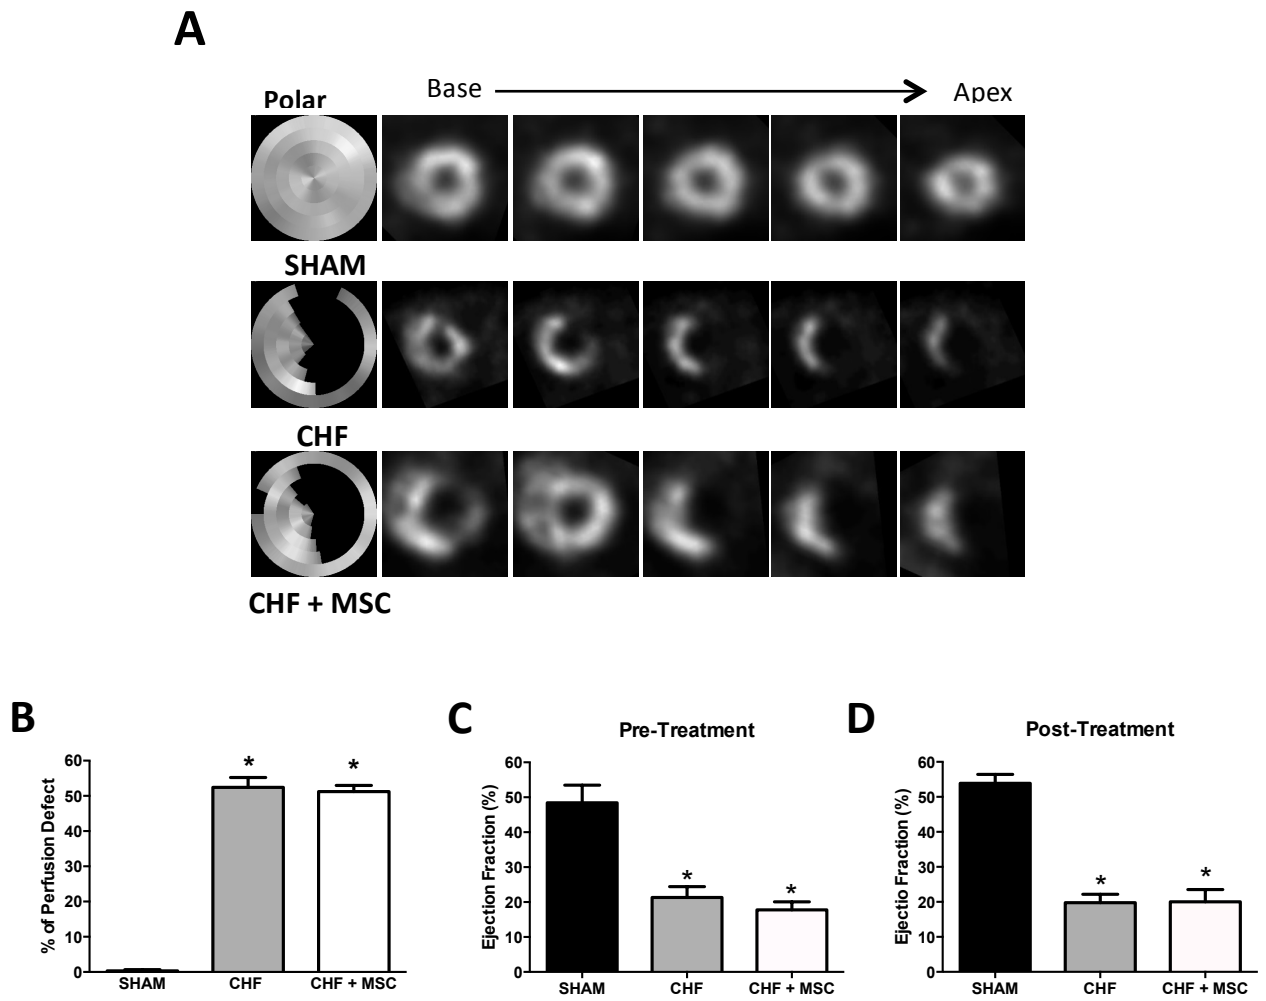 A
Polar
Base
Apex
SHAM
CHF
CHF + MSC
B
% of Perfusion Defect
60
50
40
30
20
10
0
*
*
SHAM
CHF
CHF + MSC
C
Pre-Treatment
Ejection Fraction (%)
60
50
40
30
20
10
0
*
*
SHAM
CHF
CHF + MSC
D
Post-Treatment
Ejectio Fraction (%)
60
50
40
30
20
10
0
*
*
SHAM
CHF
CHF + MSC